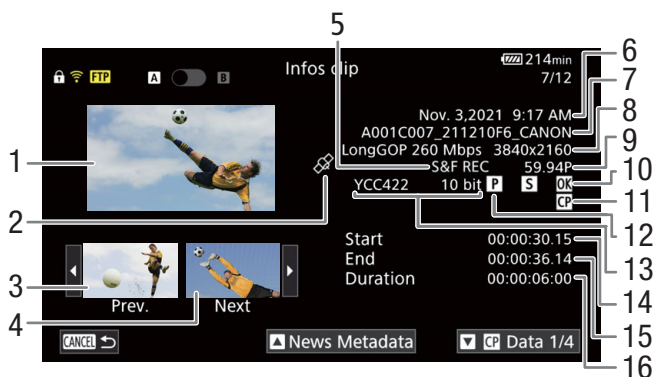 5
6
7
8
9
10
11
12
13
14
15
16
1
2
3
4
FTP
A B
Infos clip
214min
7/12
Nov. 3,2021 9:17 AM
A001C007_211210F6_CANON
LongGOP 260 Mbps 3840x2160
S&F REC 59.94P
YCC422 10 bit P S OK
CP
Start 00:00:30.15
End 00:00:36.14
Duration 00:00:06:00
Prev. Next
CANCEL
News Metadata
CP Data 1/4